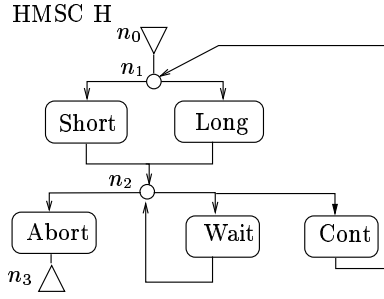 HMSC H
n₀
n₁
Short Long
n₂
Abort Wait Cont
n₃